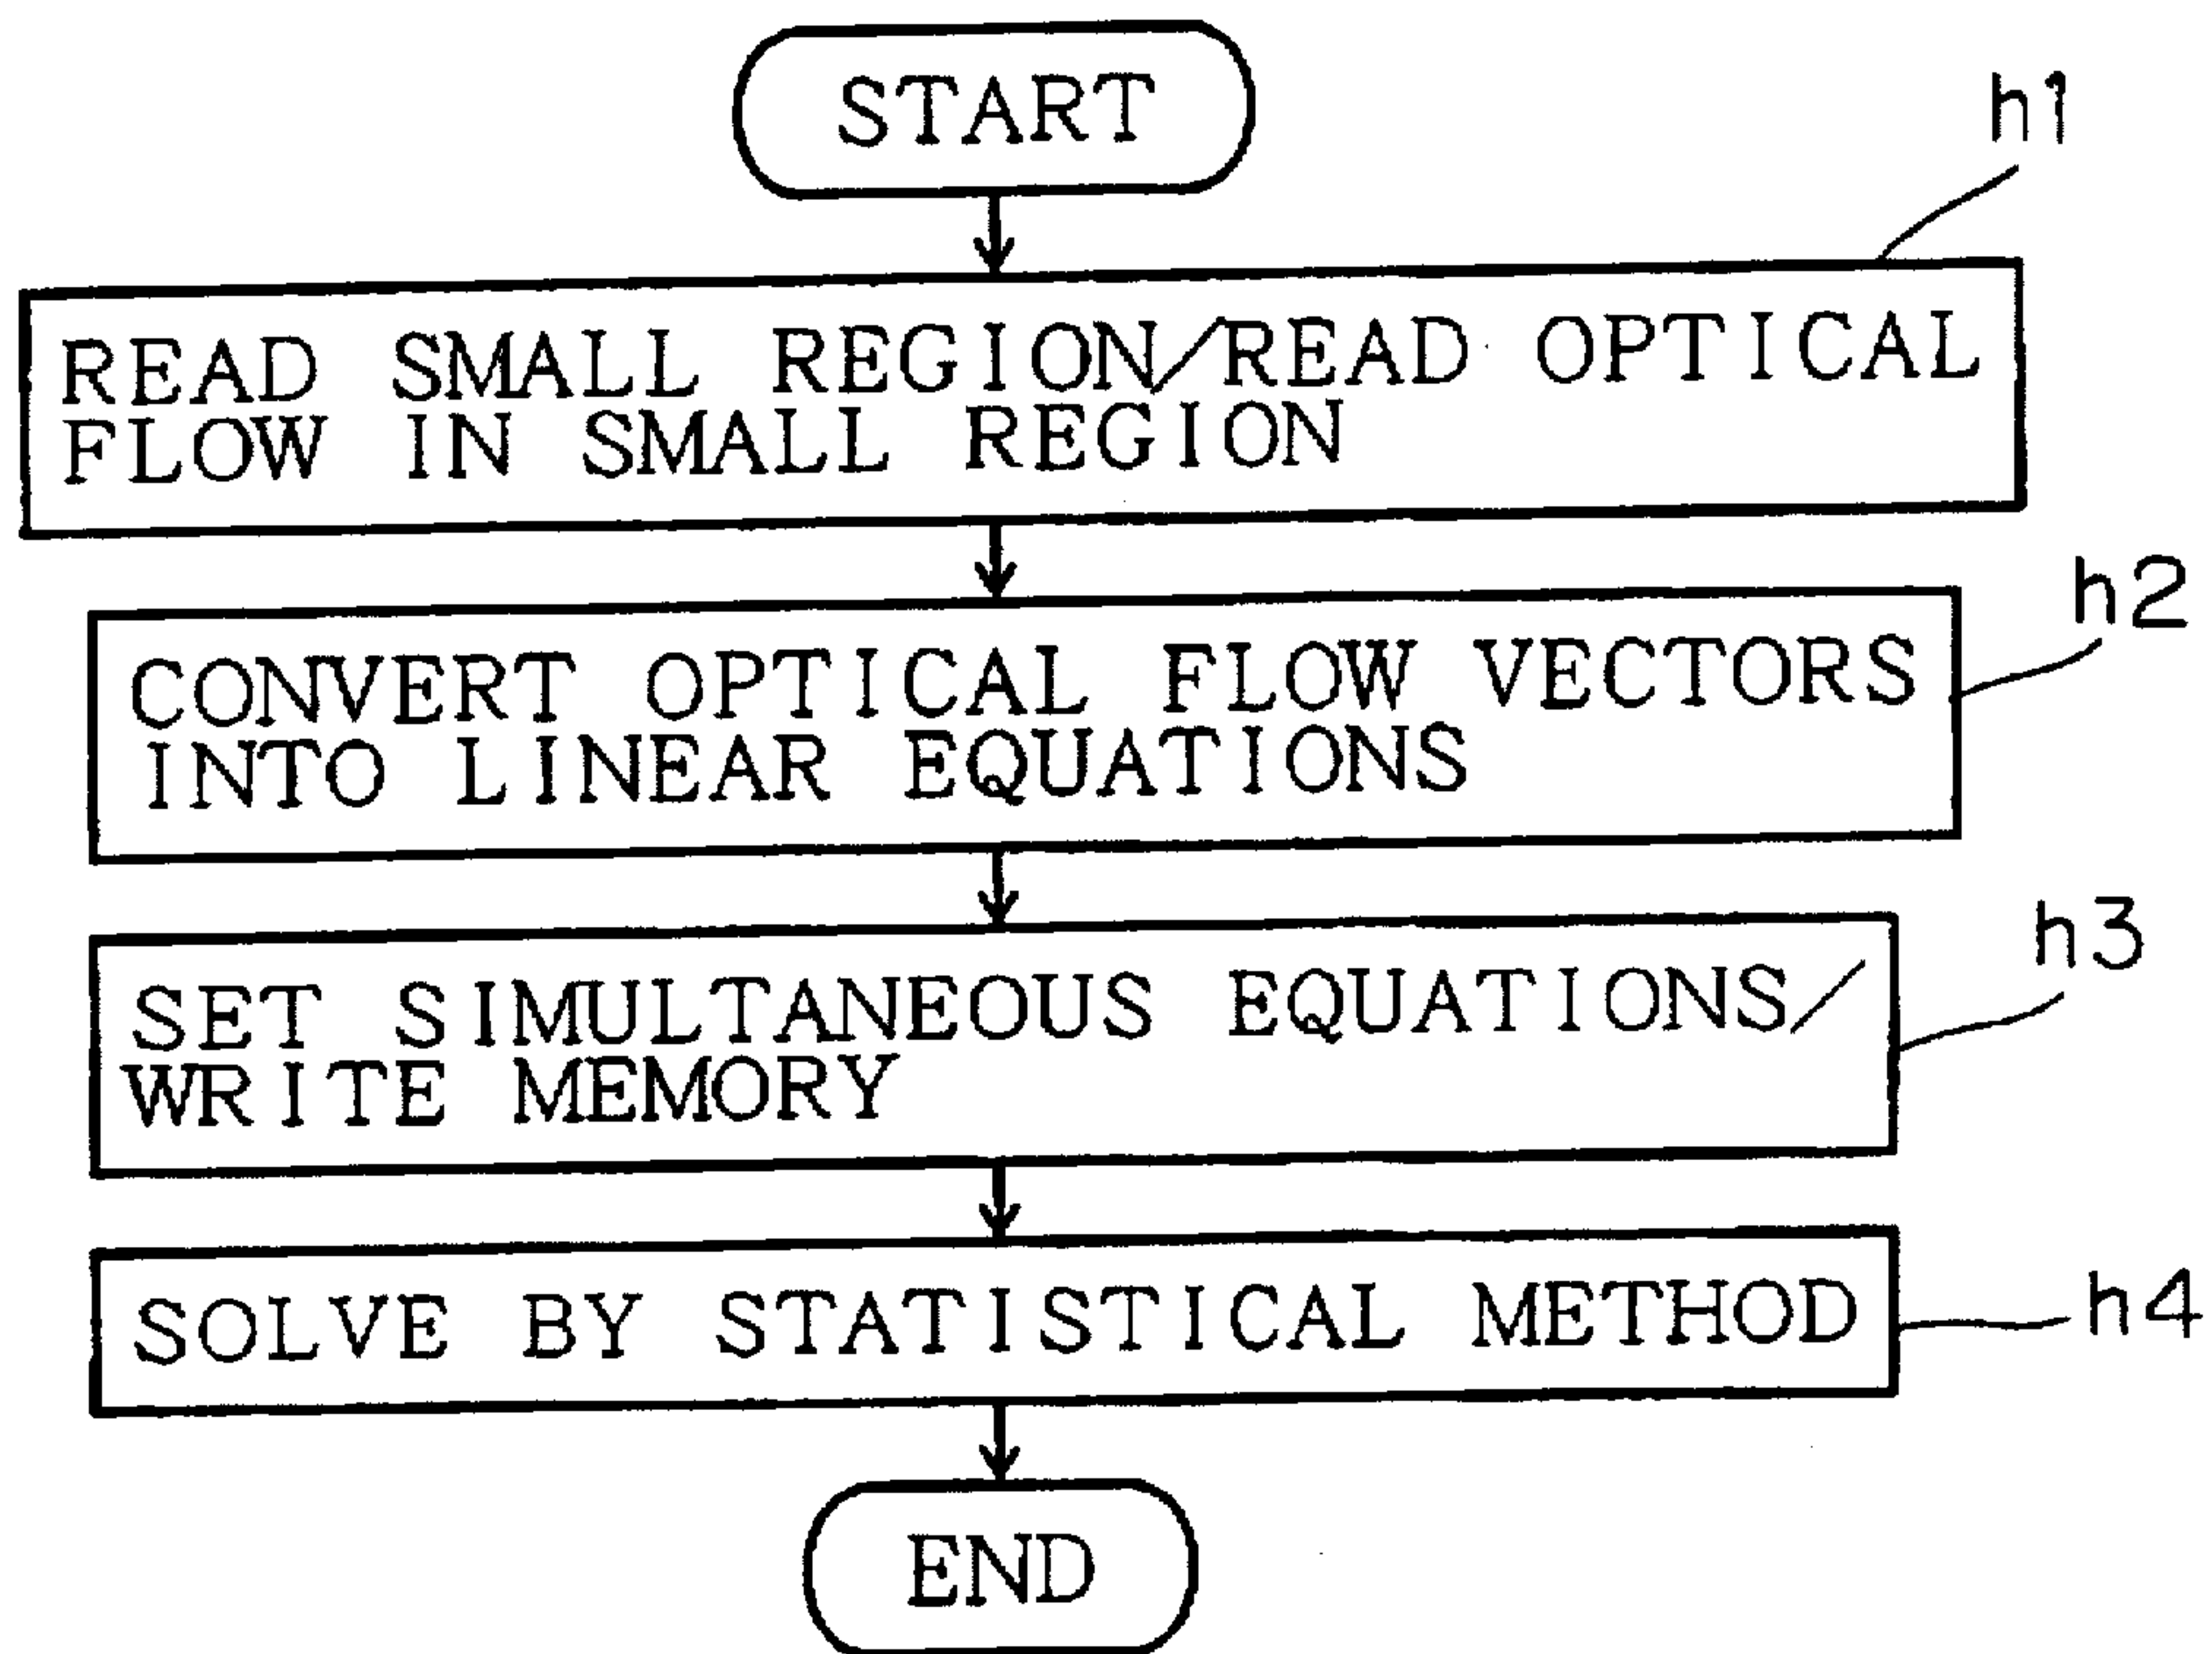 START
h1
READ SMALL REGION/READ OPTICAL
FLOW IN SMALL REGION
h2
CONVERT OPTICAL FLOW VECTORS
INTO LINEAR EQUATIONS
h3
SET SIMULTANEOUS EQUATIONS/
WRITE MEMORY
SOLVE BY STATISTICAL METHOD
h4
END